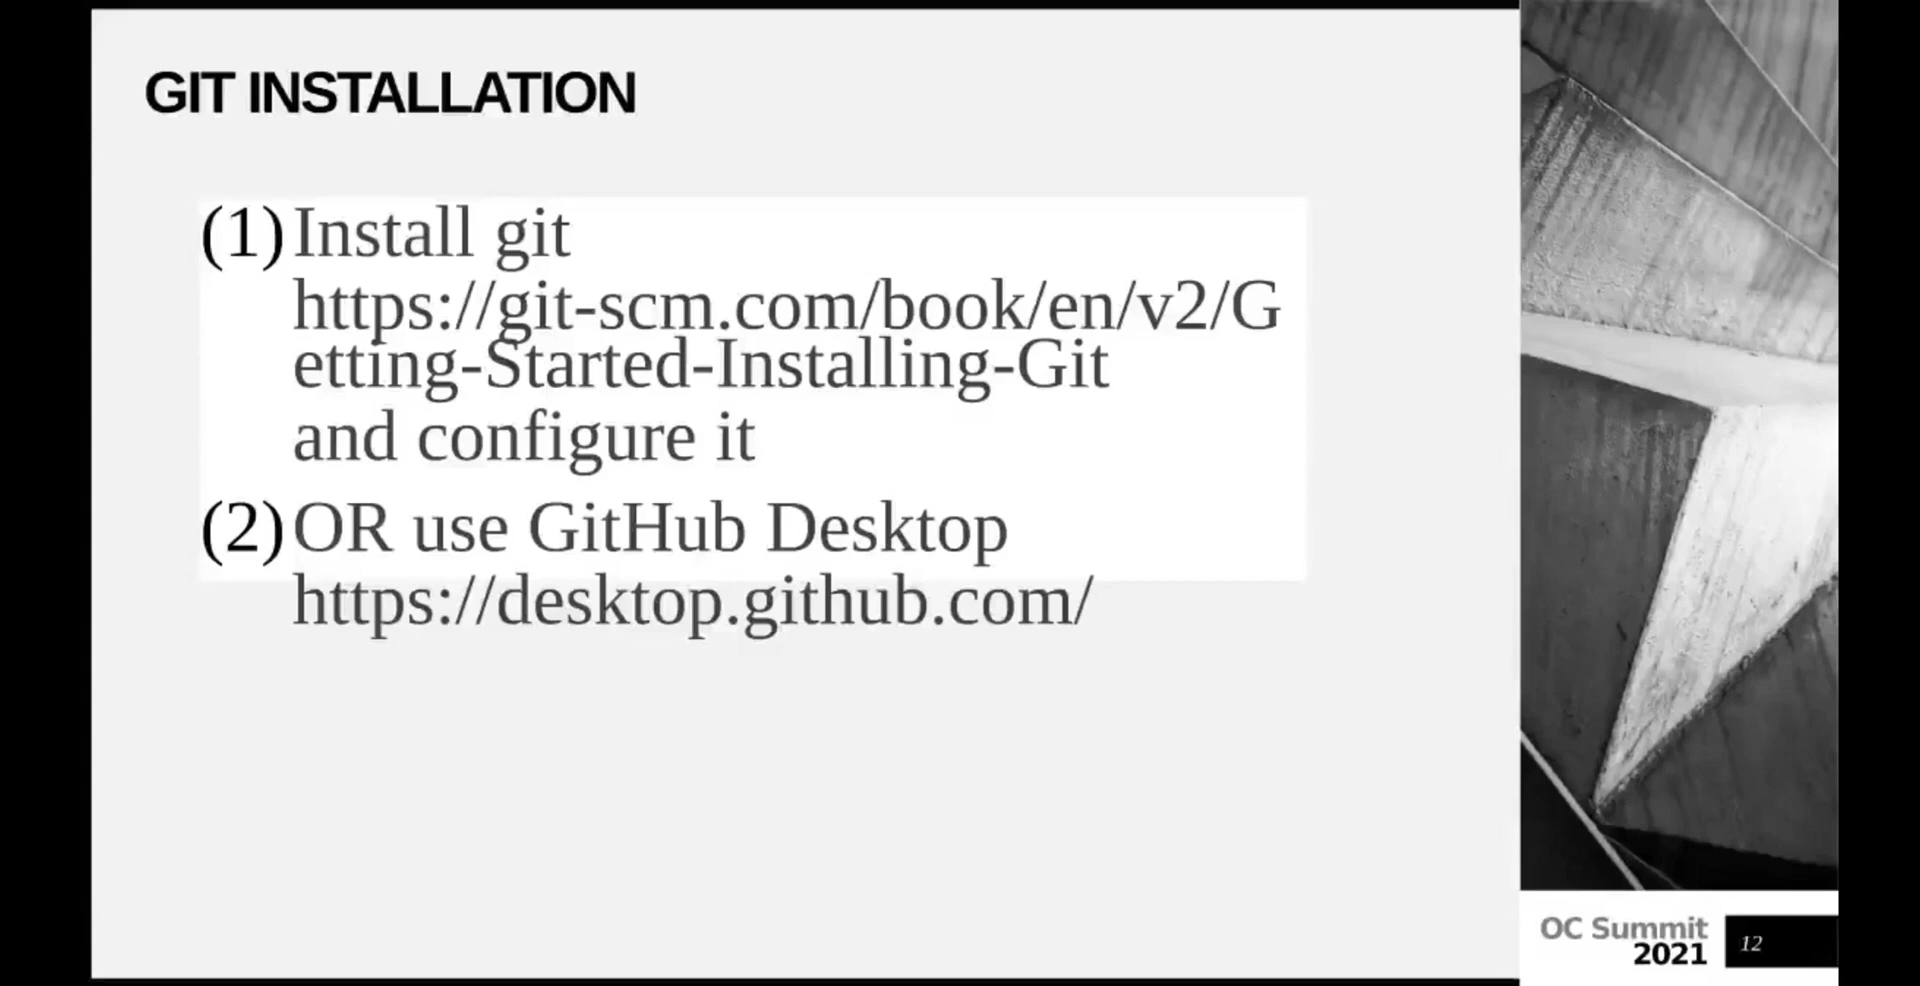 GIT INSTALLATION
(1) Install git
https://git-scm.com/book/en/v2/G
etting-Started-Installing-Git
and configure it
(2) OR use GitHub Desktop
https://desktop.github.com/
OC Summit
2021
12